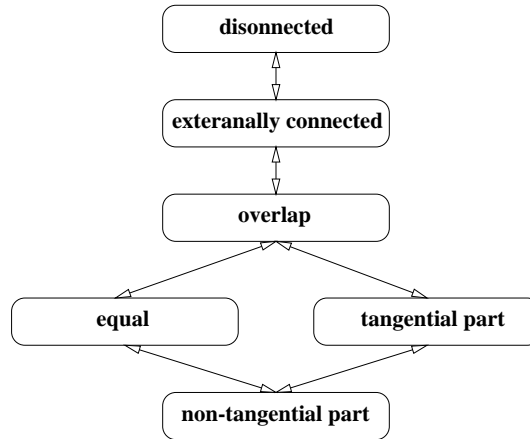 disonnected
exteranally connected
overlap
equal
tangential part
non-tangential part